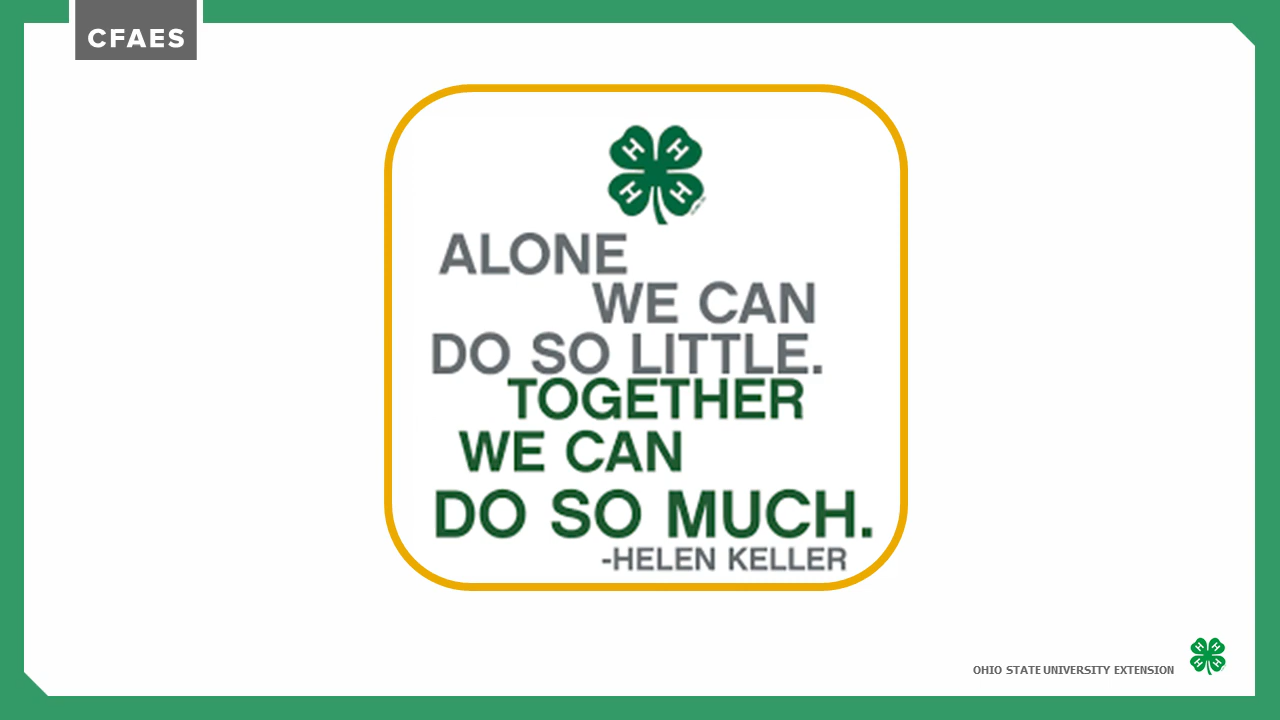 CFAES
H H
H H
ALONE
WE CAN
DO SO LITTLE.
TOGETHER
WE CAN
DO SO MUCH.
-HELEN KELLER
OHIO STATE UNIVERSITY EXTENSION
H H
H H